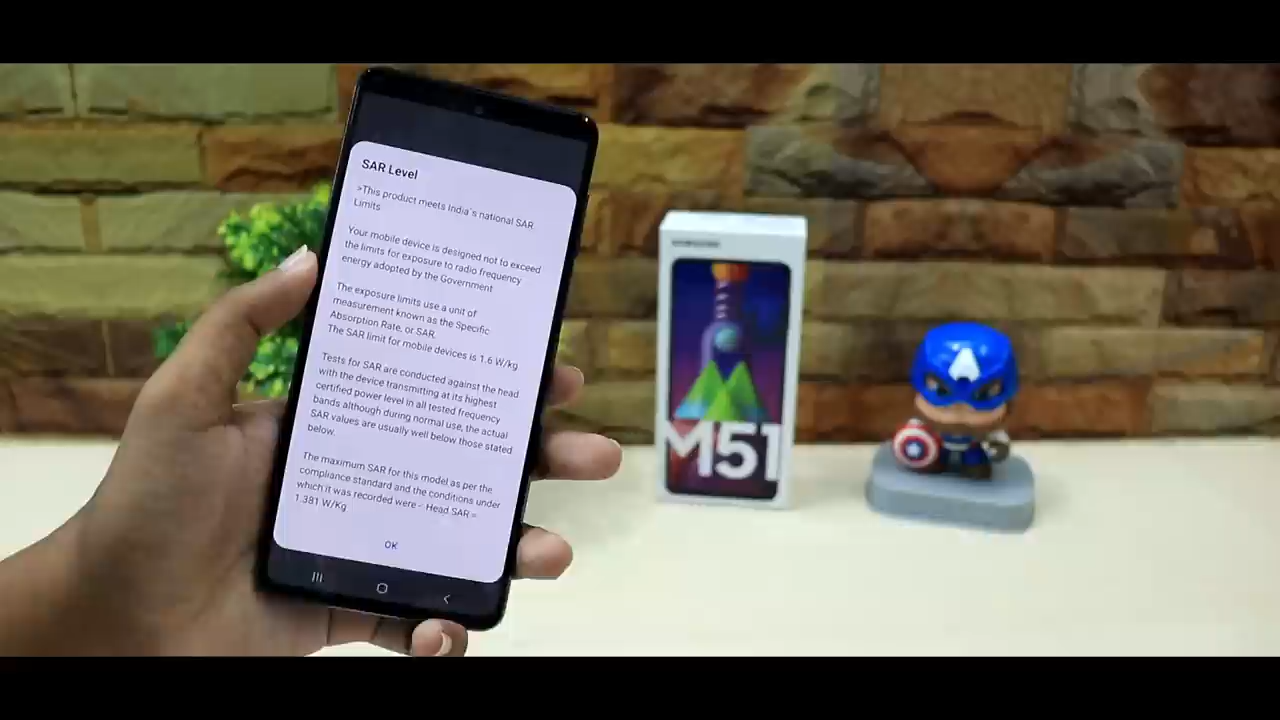 SAR Level
>This product meets India's national SAR
Limits
Your mobile device is designed not to exceed
the limits for exposure to radio frequency
energy adopted by the Government
The exposure limits use a unit of
measurement known as the Specific
Absorption Rate, or SAR.
The SAR limit for mobile devices is 1.6 W/kg
Tests for SAR are conducted against the head
with the device transmitting at its highest
certified power level in all tested frequency
bands although during normal use, the actual
SAR values are usually well below those stated
below.
The maximum SAR for this model as per the
compliance standard and the conditions under
which it was recorded were - Head SAR =
1.381 W/Kg
OK
SAMSUNG
M51